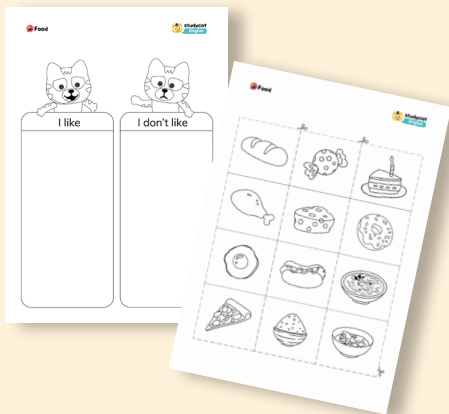 Food
studycat
English
I like
I don't like
Food
studycat
English